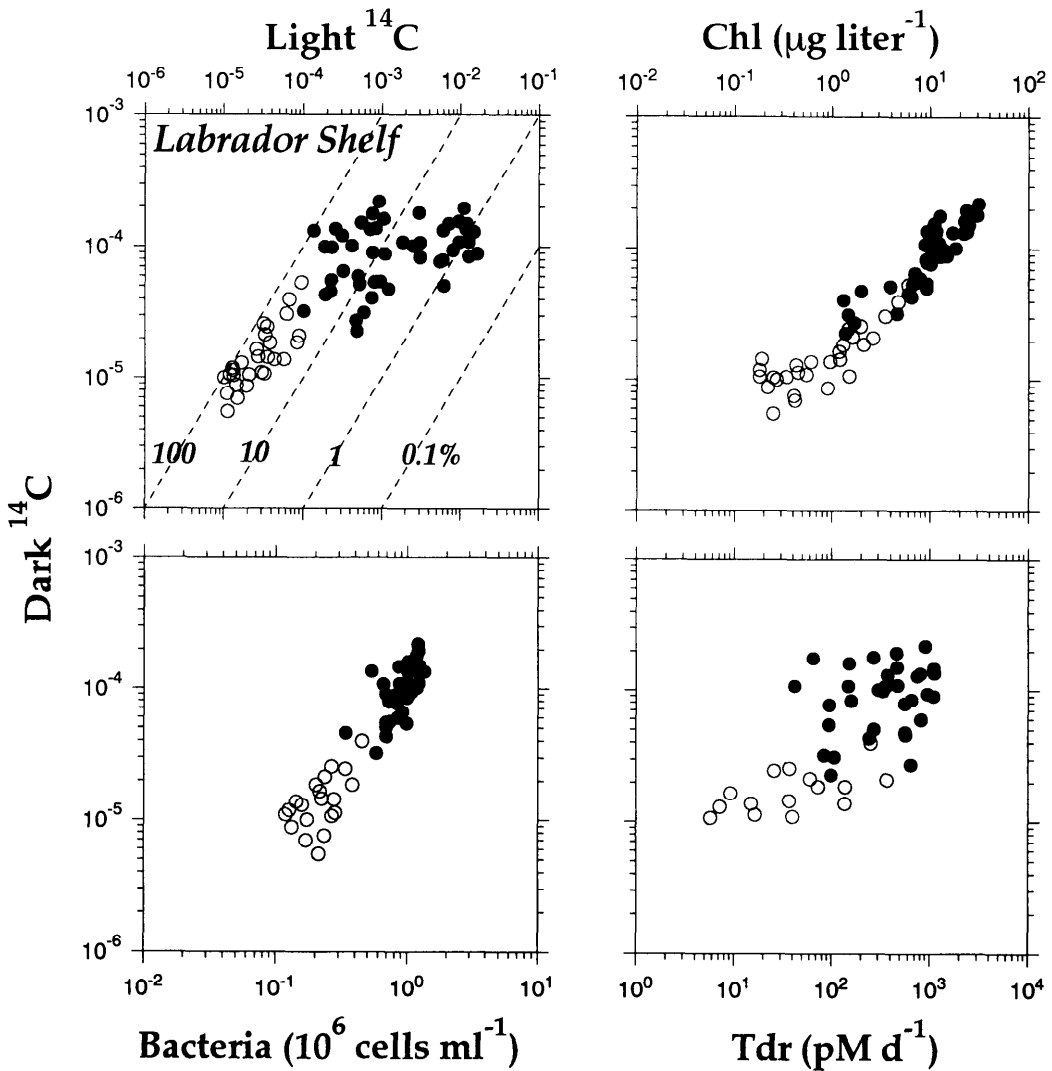 Light ¹⁴C
Chl (µg liter⁻¹)
10⁻⁶ 10⁻⁵ 10⁻⁴ 10⁻³ 10⁻² 10⁻¹
10⁻² 10⁻¹ 10⁰ 10¹ 10²
10⁻³
Labrador Shelf
10⁻⁴
10⁻⁵
100 10 1 0.1%
10⁻⁶
Dark ¹⁴C
10⁻³
10⁻⁴
10⁻⁵
10⁻⁶
10⁻² 10⁻¹ 10⁰ 10¹
10⁰ 10¹ 10² 10³ 10⁴
Bacteria (10⁶ cells ml⁻¹)
Tdr (pM d⁻¹)